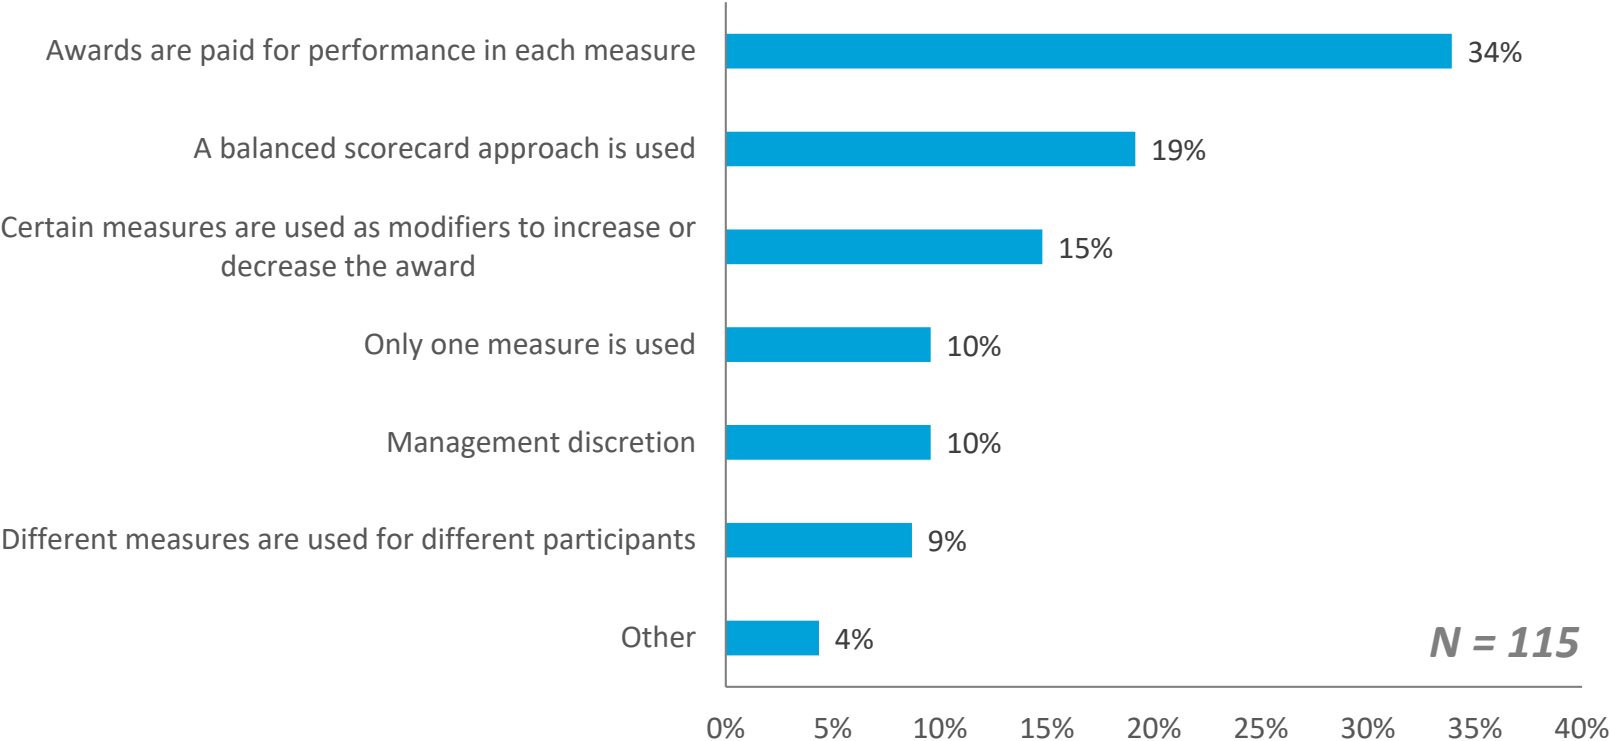 Awards are paid for performance in each measure 34%
A balanced scorecard approach is used 19%
Certain measures are used as modifiers to increase or
decrease the award 15%
Only one measure is used 10%
Management discretion 10%
Different measures are used for different participants 9%
Other 4%
N = 115
0% 5% 10% 15% 20% 25% 30% 35% 40%